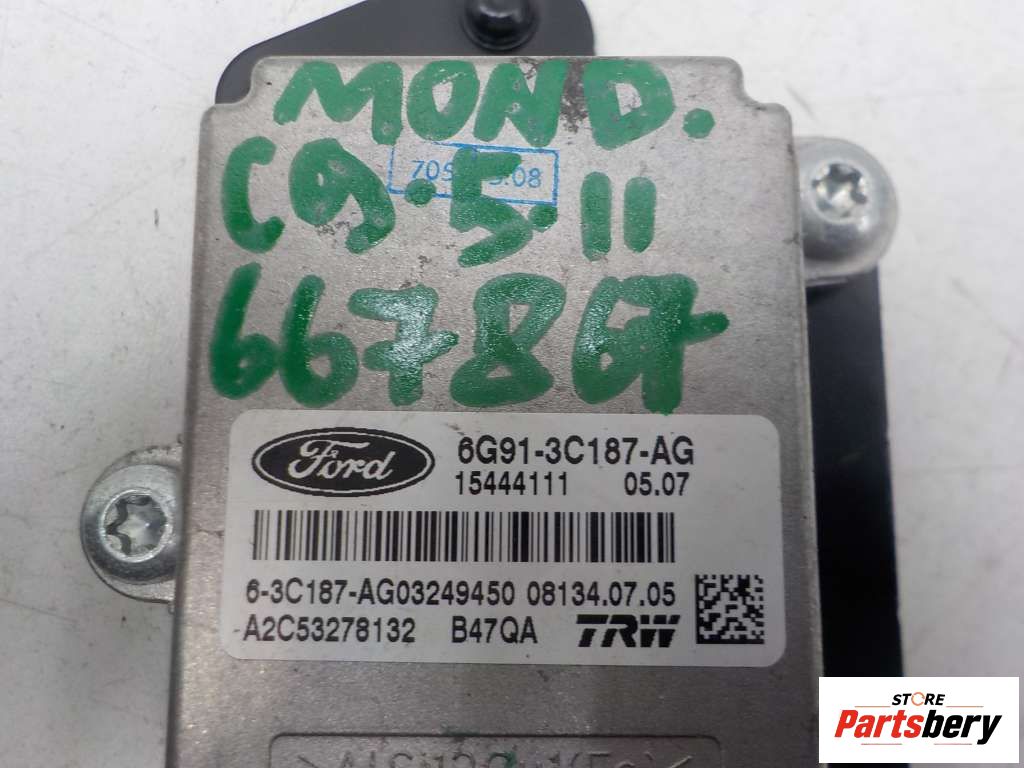 MOND.
C9.5.11
667867
Ford
6G91-3C187-AG
15444111 05.07
6-3C187-AG03249450 08134.07.05
A2C53278132 B47QA TRW
STORE
Partsbery